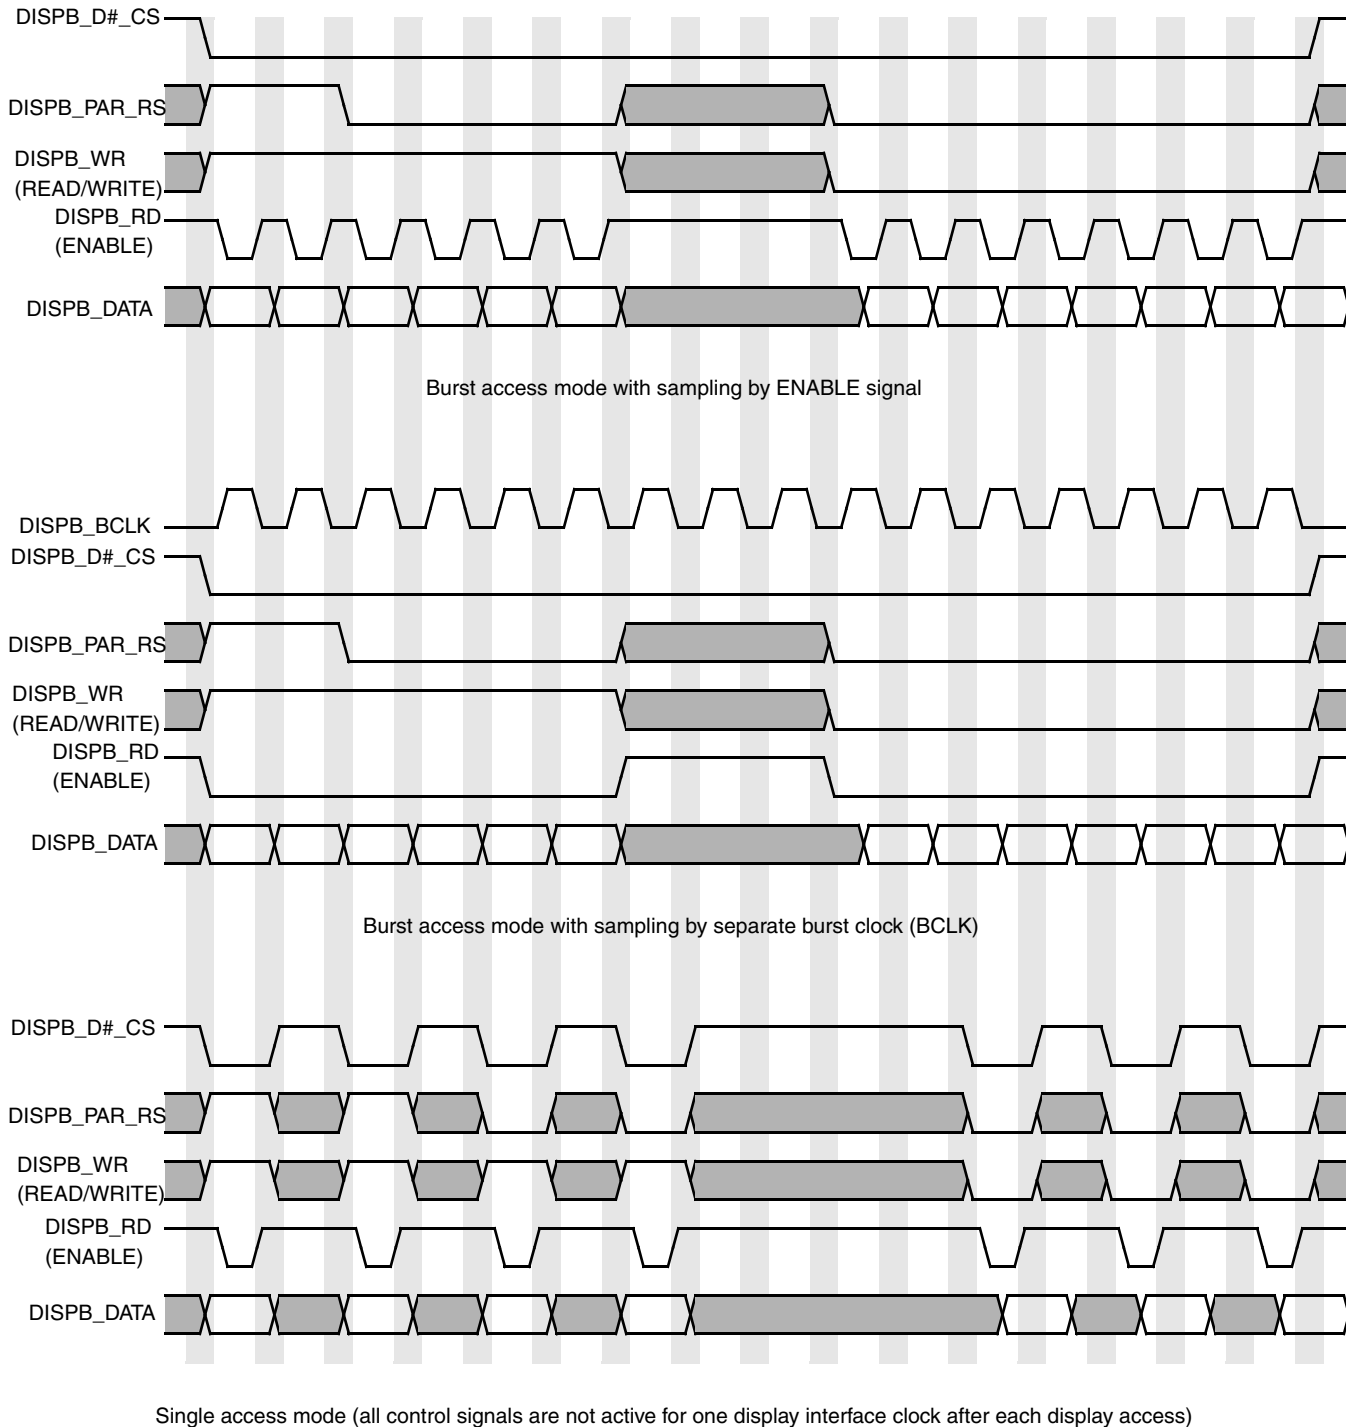 DISPB_D#_CS
DISPB_PAR_RS
DISPB_WR
(READ/WRITE)
DISPB_RD
(ENABLE)
DISPB_DATA
Burst access mode with sampling by ENABLE signal
DISPB_BCLK
DISPB_D#_CS
DISPB_PAR_RS
DISPB_WR
(READ/WRITE)
DISPB_RD
(ENABLE)
DISPB_DATA
Burst access mode with sampling by separate burst clock (BCLK)
DISPB_D#_CS
DISPB_PAR_RS
DISPB_WR
(READ/WRITE)
DISPB_RD
(ENABLE)
DISPB_DATA
Single access mode (all control signals are not active for one display interface clock after each display access)